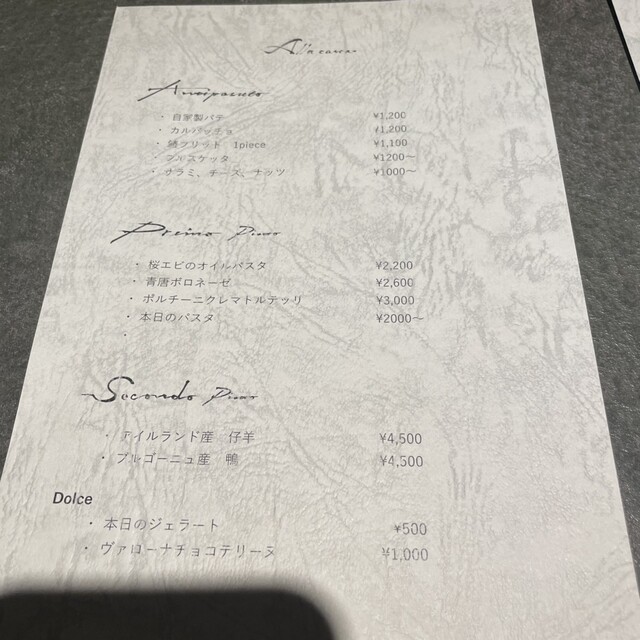 Antipasuto
・自家製パテ ¥1,200
・カルパッチョ ¥1,200
・鱧フリット 1piece ¥1,100
・ブルスケッタ ¥1200～
・サラミ、チーズ、ナッツ ¥1000～
Primo Piatto
・桜エビのオイルパスタ ¥2,200
・青唐ボロネーゼ ¥2,600
・ポルチーニクレマトルテッリ ¥3,000
・本日のパスタ ¥2000～
・
Secondo Piatto
・アイルランド産 仔羊 ¥4,500
・ブルゴーニュ産 鴨 ¥4,500
Dolce
・本日のジェラート ¥500
・ヴァローナチョコテリーヌ ¥1,000